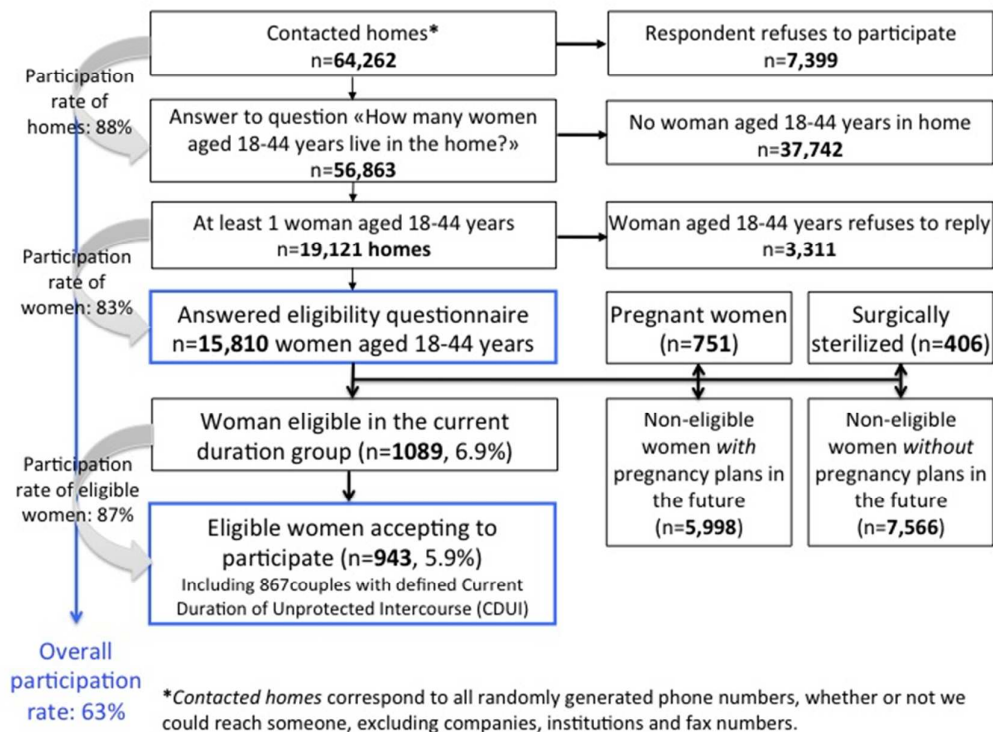 Contacted homes*
n=64,262
Respondent refuses to participate
n=7,399
Participation
rate of
homes: 88%
Answer to question «How many women
aged 18-44 years live in the home?»
n=56,863
No woman aged 18-44 years in home
n=37,742
At least 1 woman aged 18-44 years
n=19,121 homes
Woman aged 18-44 years refuses to reply
n=3,311
Participation
rate of
women: 83%
Answered eligibility questionnaire
n=15,810 women aged 18-44 years
Pregnant women
(n=751)
Surgically
sterilized (n=406)
Woman eligible in the current
duration group (n=1089, 6.9%)
Non-eligible
women with
pregnancy plans in
the future
(n=5,998)
Non-eligible
women without
pregnancy plans in
the future
(n=7,566)
Participation
rate of eligible
women: 87%
Eligible women accepting to
participate (n=943, 5.9%)
Including 867couples with defined Current
Duration of Unprotected Intercourse (CDUI)
Overall
participation
rate: 63%
*Contacted homes correspond to all randomly generated phone numbers, whether or not we
could reach someone, excluding companies, institutions and fax numbers.